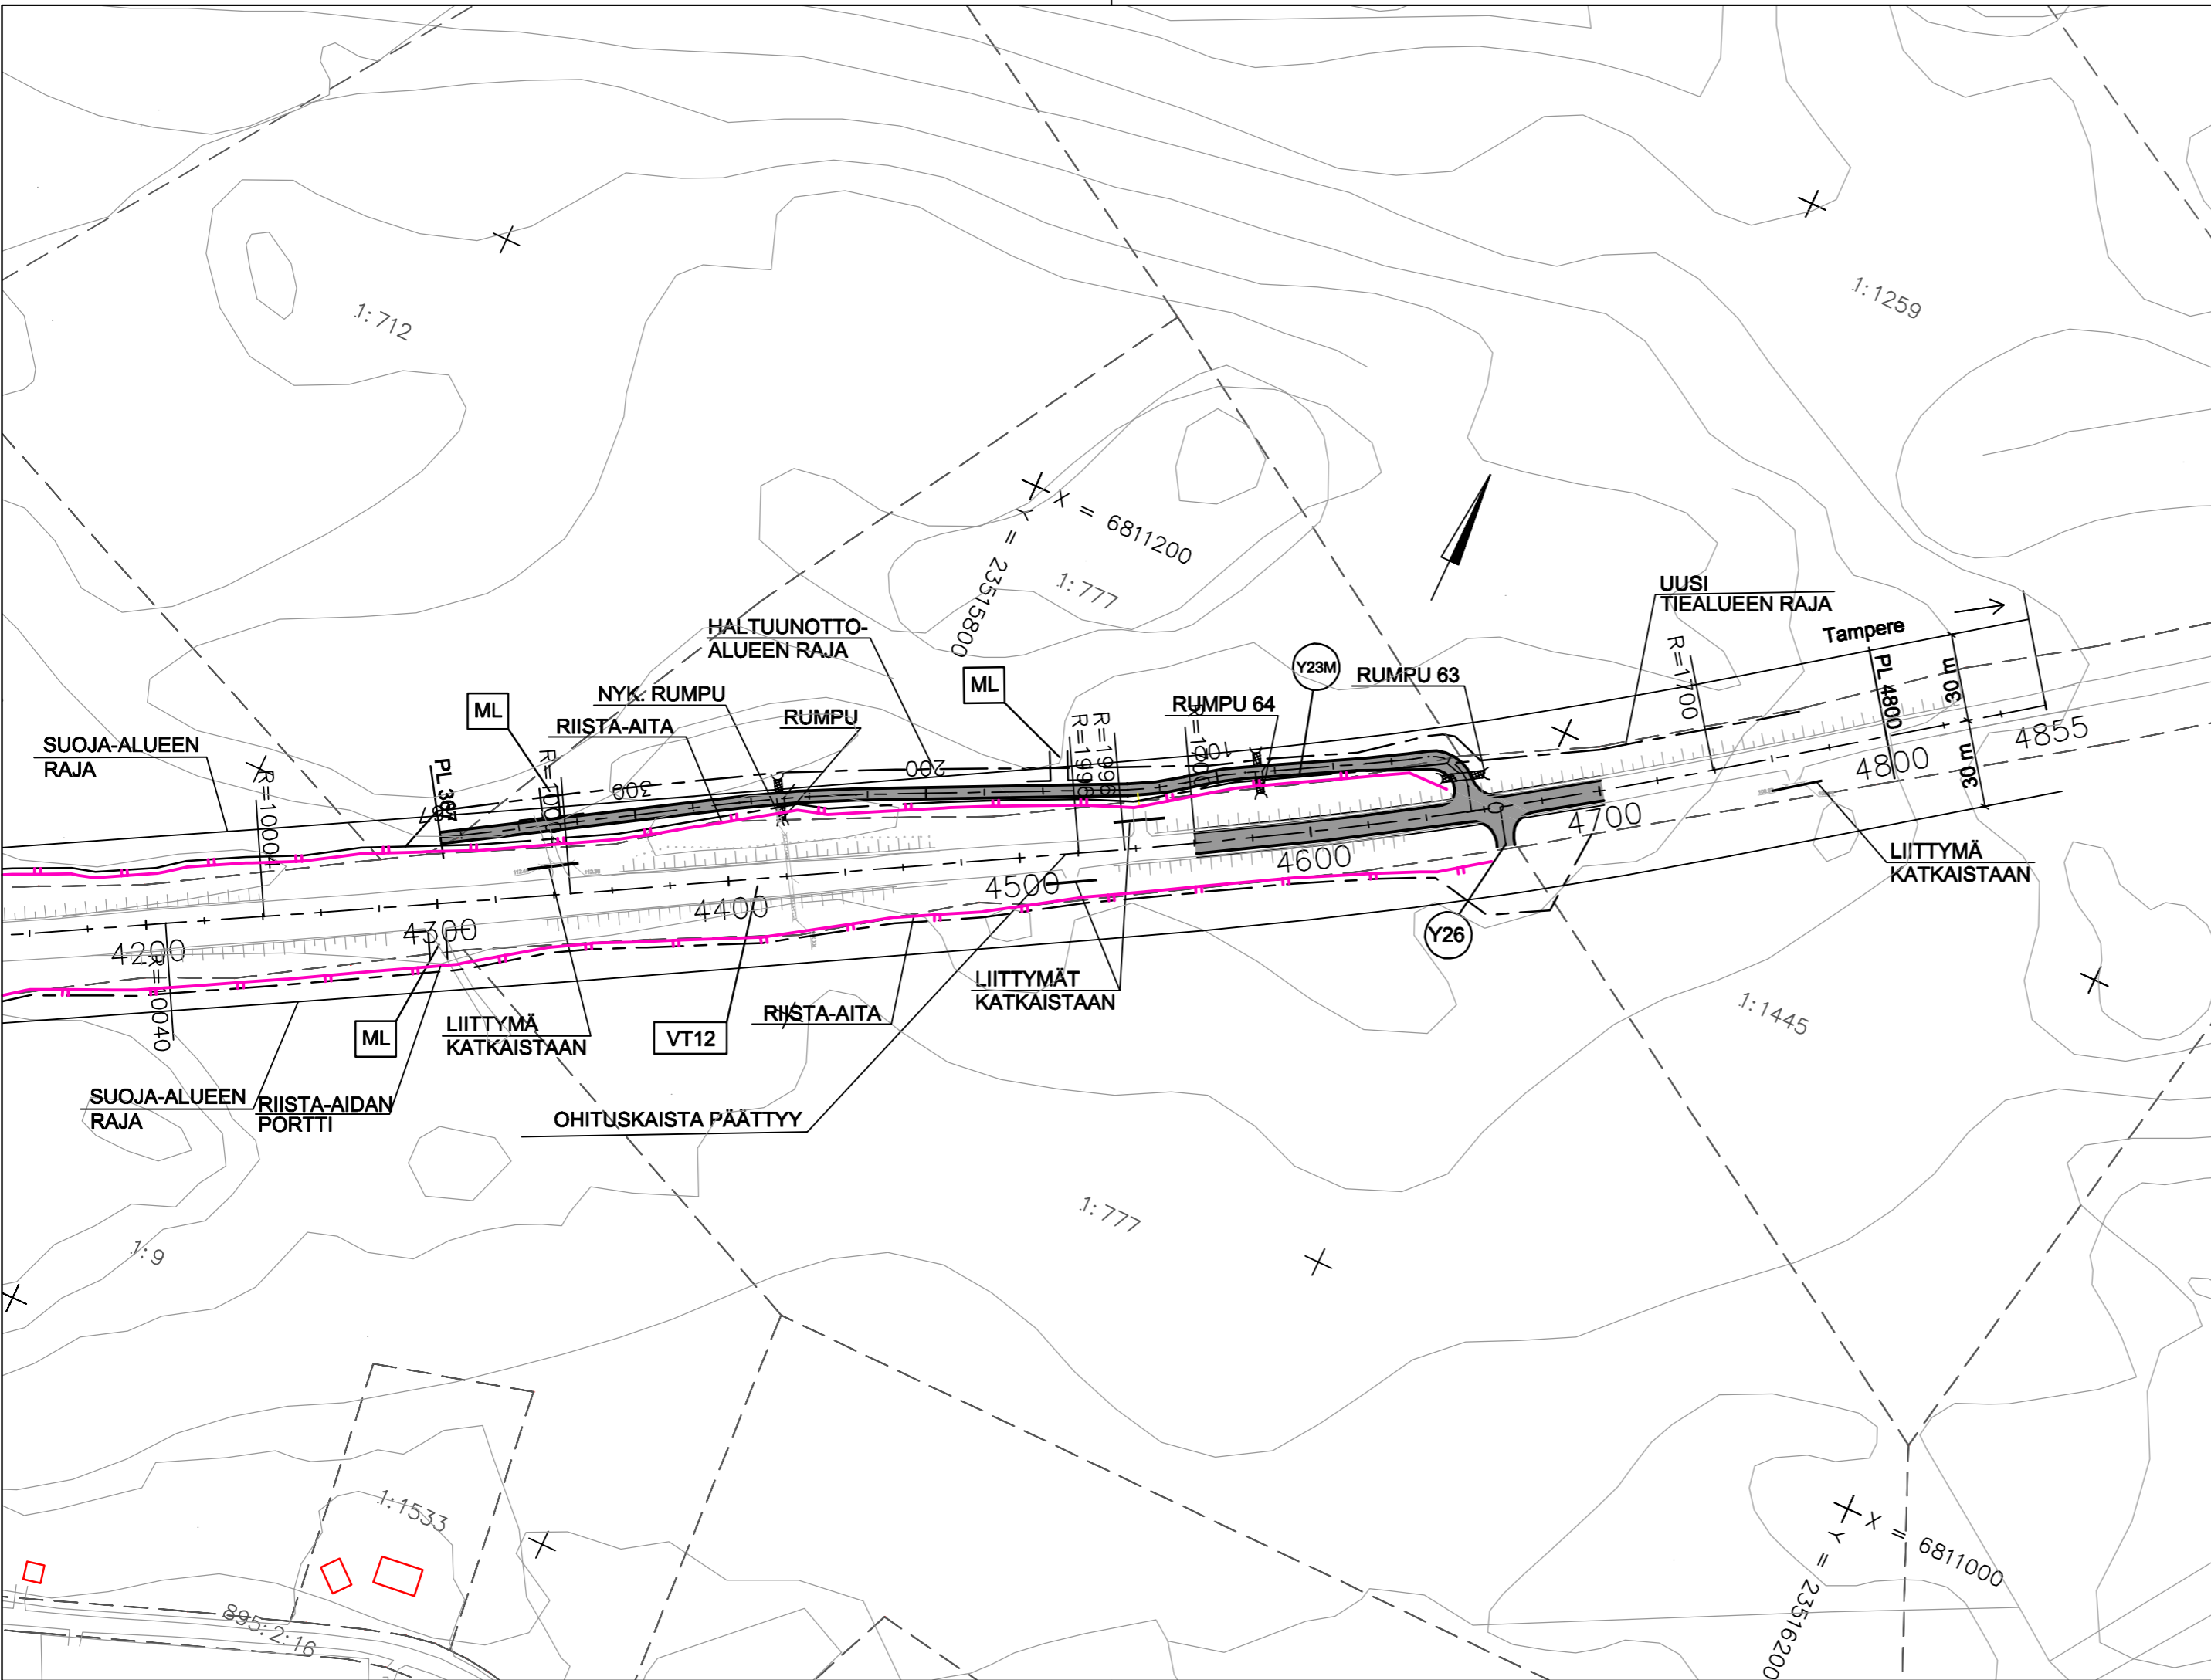 1:712
1:1259
X = 6811200
Y = 23515800
1:777
UUSI
TIEALUEEN RAJA
HALTUUNOTTO-
ALUEEN RAJA
Tampere
R=1700
PL 4800
30 m
30 m
ML
Y23M
RUMPU 63
NYK. RUMPU
ML
RUMPU 64
RIISTA-AITA
RUMPU
SUOJA-ALUEEN
RAJA
R=10004
PL 367
R=10004
300
200
R=1996
R=1996
100
4855
4800
4700
4600
4500
4400
4300
4200
R=10040
LIITTYMÄ
KATKAISTAAN
Y26
LIITTYMÄT
KATKAISTAAN
RIISTA-AITA
VT12
LIITTYMÄ
KATKAISTAAN
ML
1:1445
SUOJA-ALUEEN
RAJA
RIISTA-AIDAN
PORTTI
OHITUSKAISTA PÄÄTTYY
1:777
1:9
1:1533
X = 6811000
Y = 23516200
895:2:16